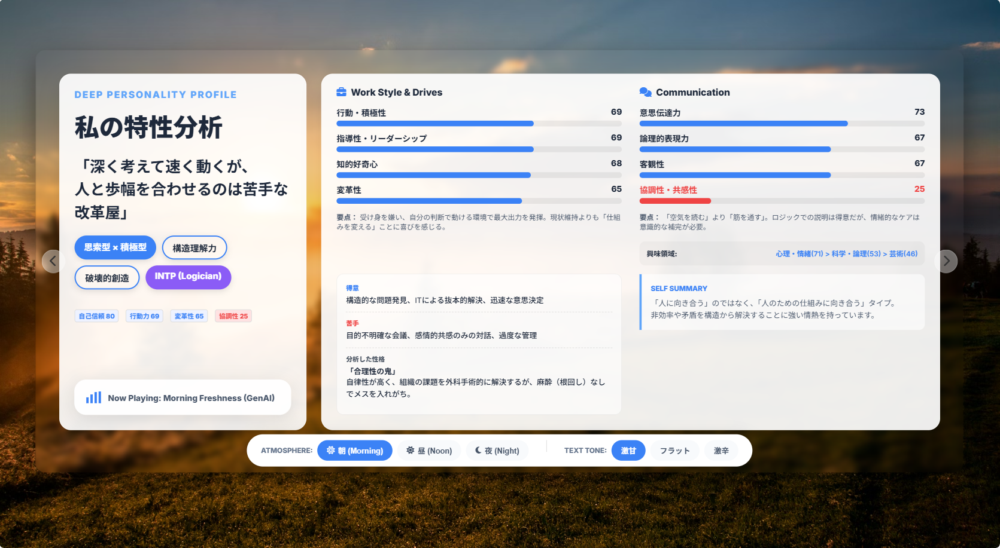 DEEP PERSONALITY PROFILE
私の特性分析
「深く考えて速く動くが、
人と歩幅を合わせるのは苦手な
改革屋」
思索型 × 積極型
構造理解力
破壊的創造
INTP (Logician)
自己信頼 80
行動力 69
変革性 65
協調性 25
Now Playing: Morning Freshness (GenAI)
Work Style & Drives
行動・積極性 69
指導性・リーダーシップ 69
知的好奇心 68
変革性 65
要点： 受け身を嫌い、自分の判断で動ける環境で最大出力を発揮。現状維持よりも「仕組
みを変える」ことに喜びを感じる。
得意
構造的な問題発見、ITによる抜本的解決、迅速な意思決定
苦手
目的不明確な会議、感情的共感のみの対話、過度な管理
分析した性格
「合理性の鬼」
自律性が高く、組織の課題を外科手術的に解決するが、麻酔（根回し）なし
でメスを入れがち。
Communication
意思伝達力 73
論理的表現力 67
客観性 67
協調性・共感性 25
要点： 「空気を読む」より「筋を通す」。ロジックでの説明は得意だが、情緒的なケアは
意識的な補完が必要。
興味領域: 心理・情緒(71) > 科学・論理(53) > 芸術(46)
SELF SUMMARY
「人に向き合う」のではなく、「人のための仕組みに向き合う」タイプ。
非効率や矛盾を構造から解決することに強い情熱を持っています。
ATMOSPHERE: 朝 (Morning) 昼 (Noon) 夜 (Night) TEXT TONE: 激甘 フラット 激辛